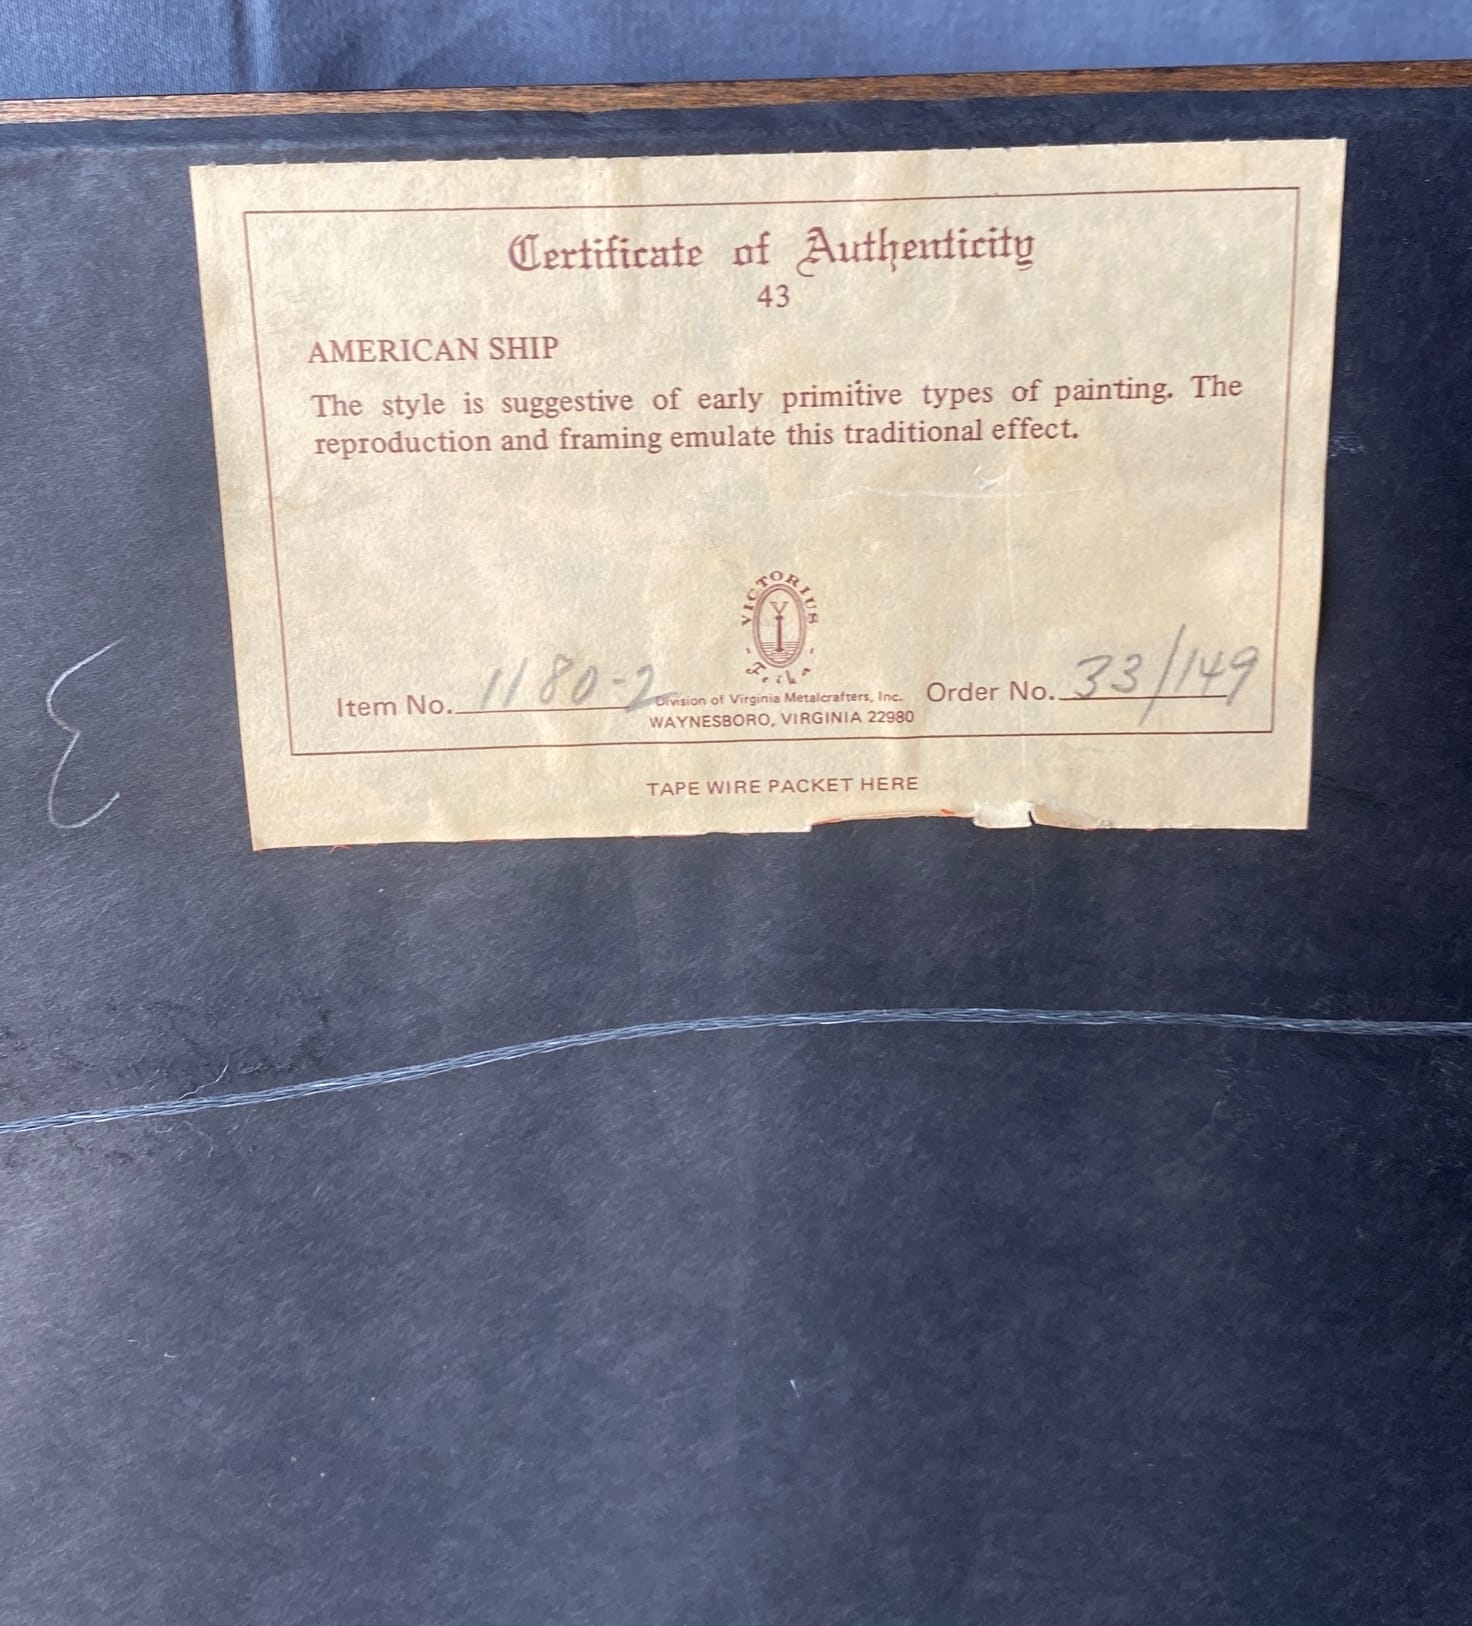 Certificate of Authenticity
43
AMERICAN SHIP
The style is suggestive of early primitive types of painting. The
reproduction and framing emulate this traditional effect.
VICTORIUS
Item No. 1180-2
Division of Virginia Metalcrafters, Inc.
WAYNESBORO, VIRGINIA 22980
Order No. 33/149
TAPE WIRE PACKET HERE